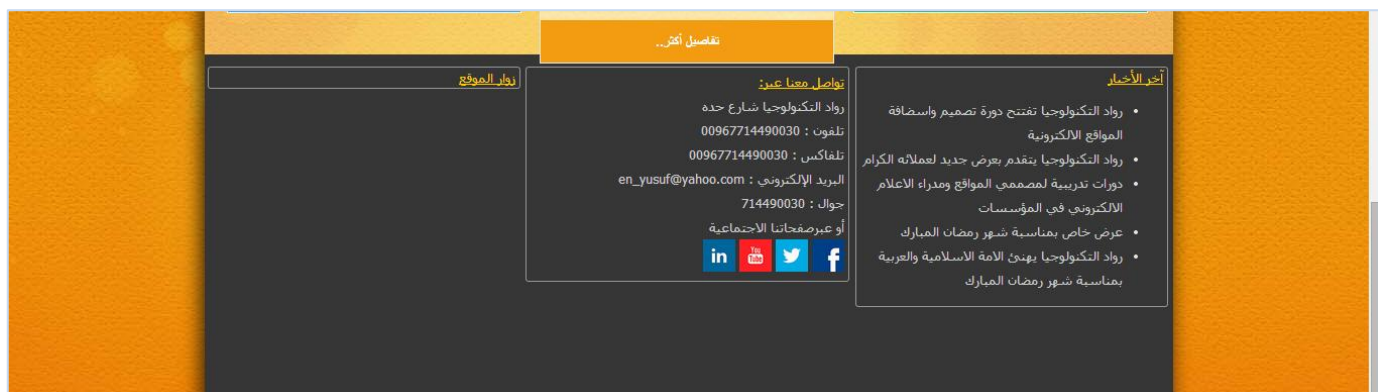 تفاصيل أكثر..
آخر الأخبار
رواد التكنولوجيا تفتتح دورة تصميم واسضافة
المواقع الالكترونية
رواد التكنولوجيا يتقدم بعرض جديد لعملائه الكرام
دورات تدريبية لمصممي المواقع ومدراء الاعلام
الالكتروني في المؤسسات
عرض خاص بمناسبة شهر رمضان المبارك
رواد التكنولوجيا يهنئ الامة الاسلامية والعربية
بمناسبة شهر رمضان المبارك
تواصل معنا عبر:
رواد التكنولوجيا شارع حده
تلفون : 00967714490030
تلفاكس : 00967714490030
البريد الإلكتروني : en_yusuf@yahoo.com
جوال : 714490030
أو عبرصفحاتنا الاجتماعية
f
You Tube
in
زوار الموقع